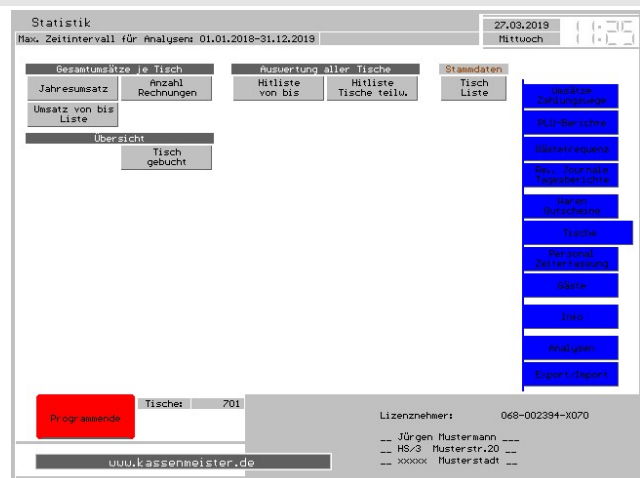 Statistik
27.03.2019
11:25
Max. Zeitintervall für Analysen: 01.01.2018-31.12.2019
Mittwoch
Gesamtumsätze je Tisch
Auswertung aller Tische
Stammdaten
Jahresumsatz
Anzahl
Rechnungen
Hitliste
von bis
Hitliste
Tische teilw.
Tisch
Liste
Umsatz von bis
Liste
Übersicht
Tisch
gebucht
Umsätze
Zahlungswege
PLU-Berichte
Gästefrequenz
Rev. Journale
Tagesberichte
Waren
Gutscheine
Tische
Personal
Zeiterfassung
Gäste
Info
Analysen
Export-Import
Programmende
Tische: 701
Lizenznehmer: 068-002394-X070
__ Jürgen Mustermann ___
__ HS/3 Musterstr.20 __
__ xxxxx Musterstadt __
www.kassenmeister.de